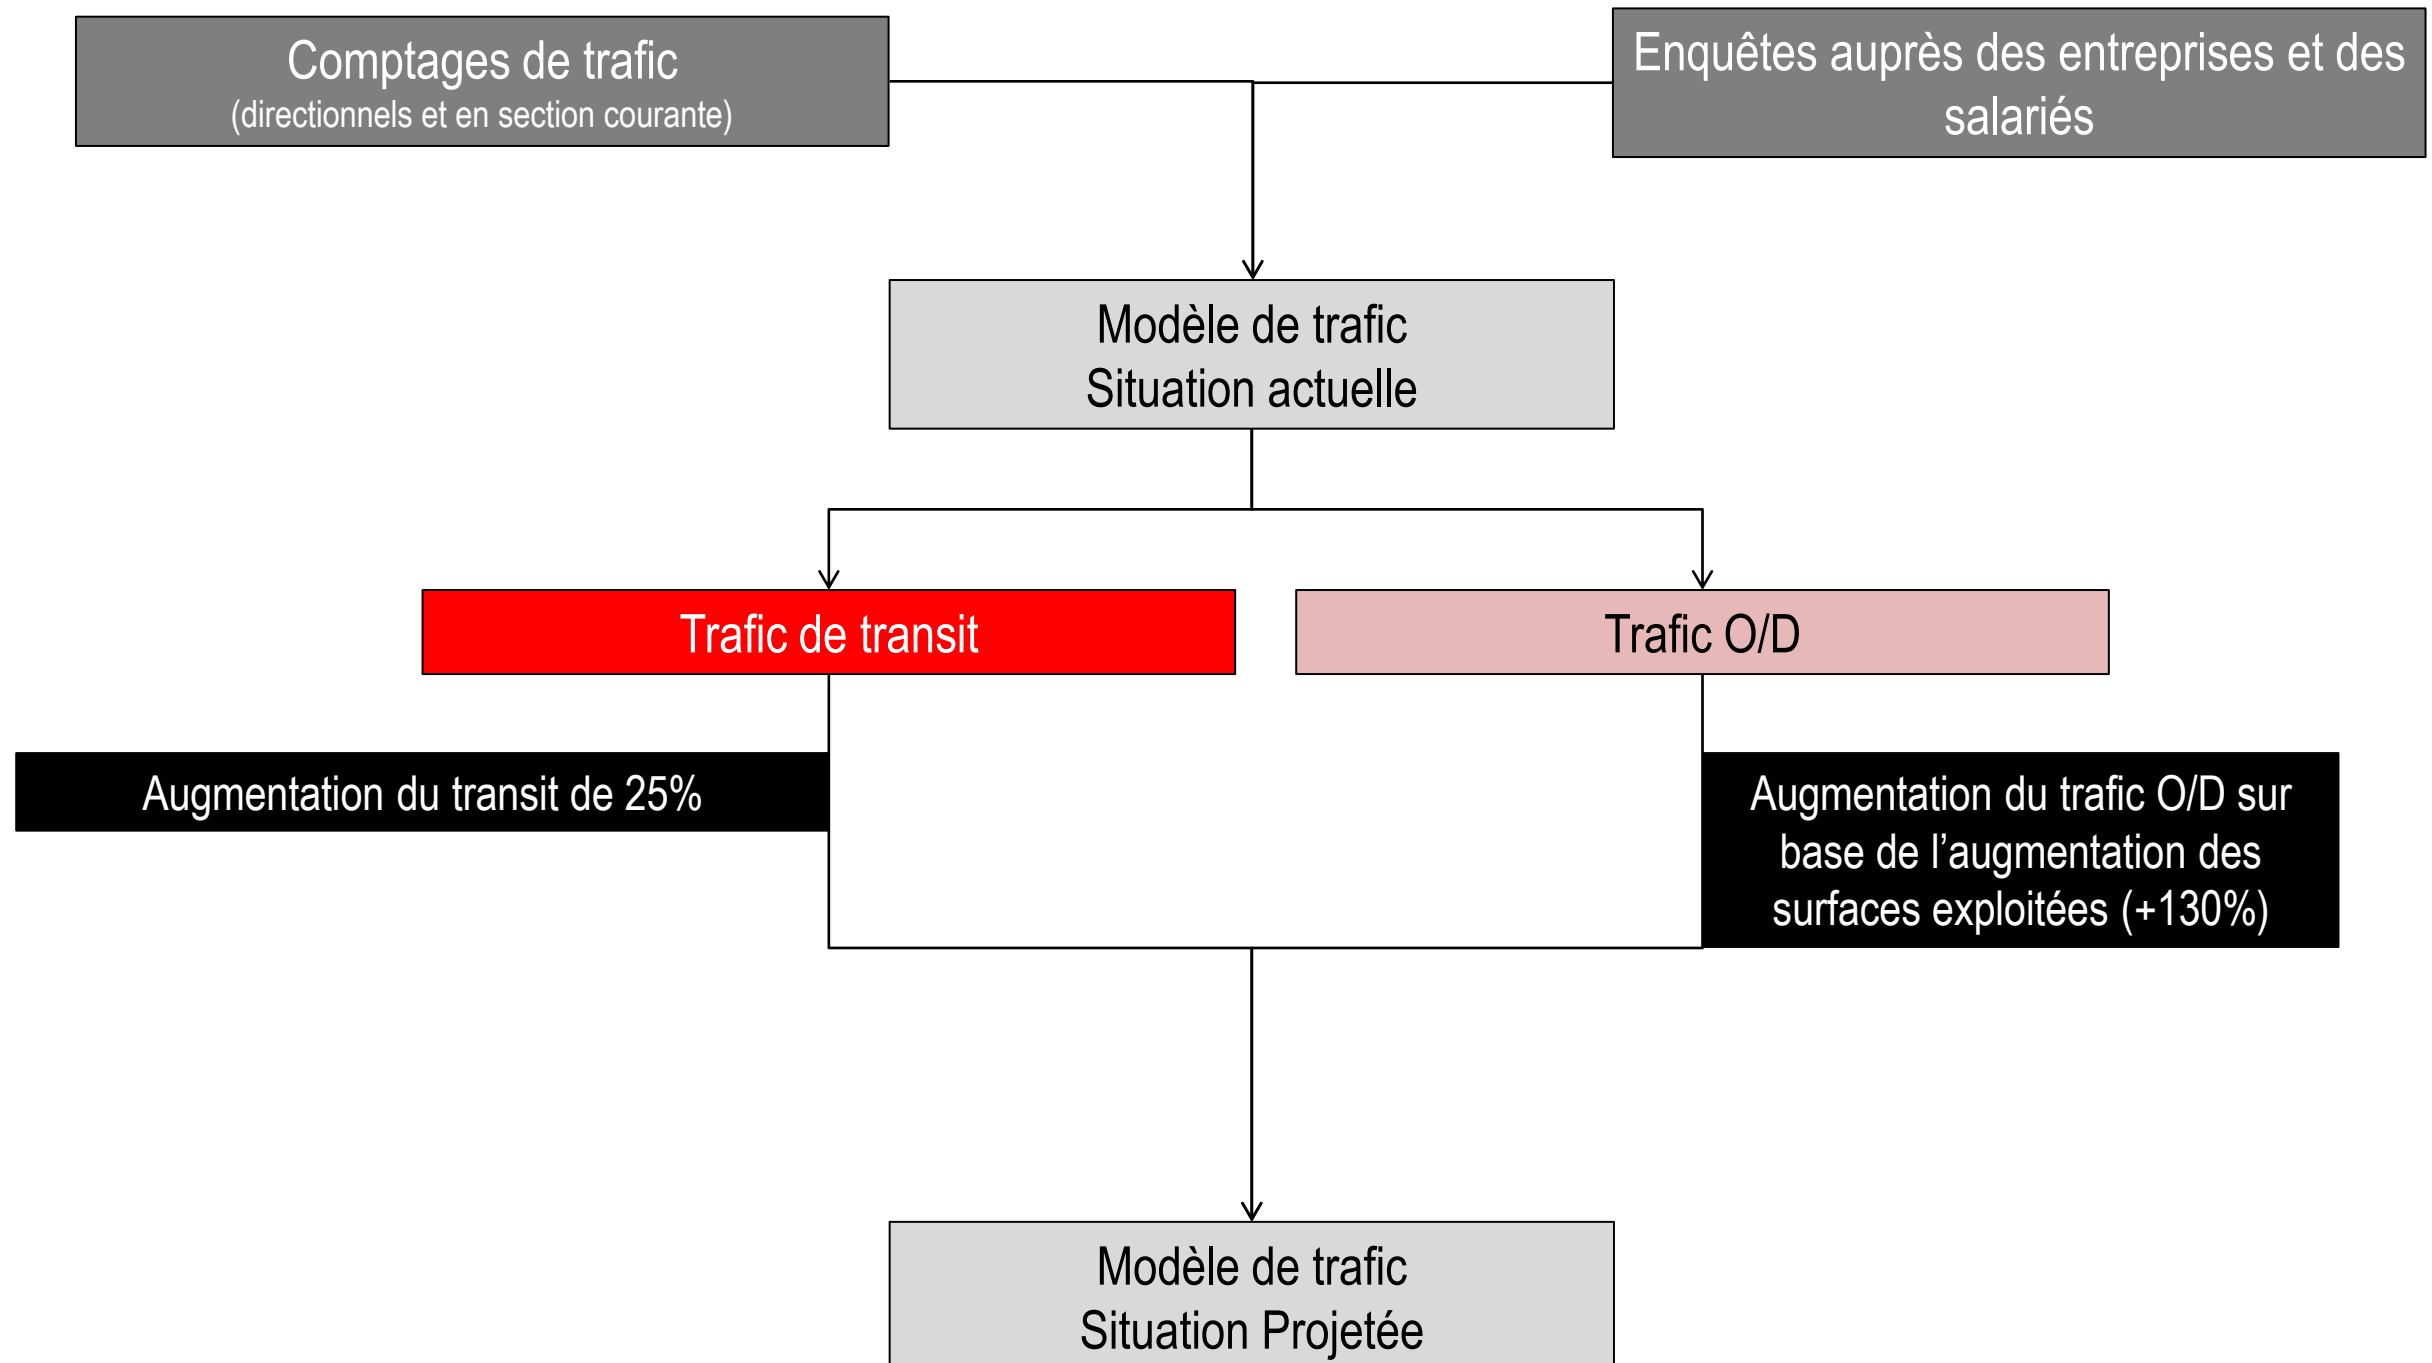 Comptages de trafic
(directionnels et en section courante)
Enquêtes auprès des entreprises et des
salariés
Modèle de trafic
Situation actuelle
Trafic de transit
Trafic O/D
Augmentation du transit de 25%
Augmentation du trafic O/D sur
base de l’augmentation des
surfaces exploitées (+130%)
Modèle de trafic
Situation Projetée